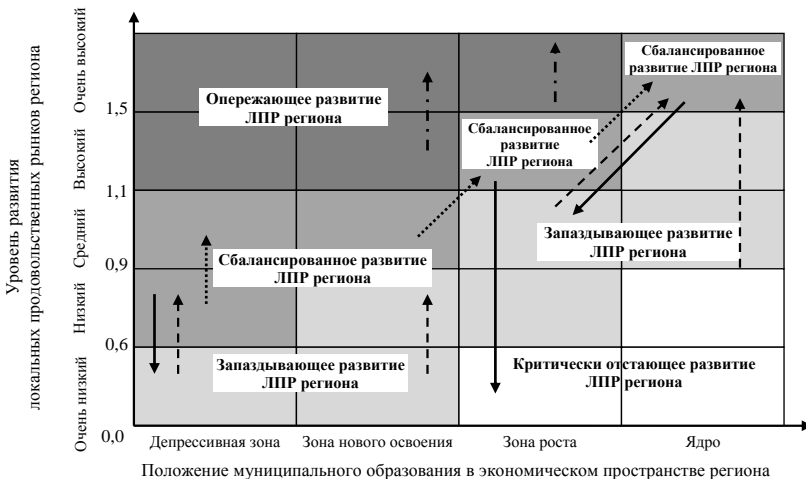 Уровень развития
локальных продовольственных рынков региона
Очень высокий
Высокий
Средний
Низкий
Очень низкий
1,5
1,1
0,9
0,6
0,0
Сбалансированное
развитие ЛПР региона
Опережающее развитие
ЛПР региона
Сбалансированное
развитие
ЛПР региона
Запаздывающее развитие
ЛПР региона
Сбалансированное развитие
ЛПР региона
Запаздывающее развитие
ЛПР региона
Критически отстающее развитие
ЛПР региона
Депрессивная зона
Зона нового освоения
Зона роста
Ядро
Положение муниципального образования в экономическом пространстве региона